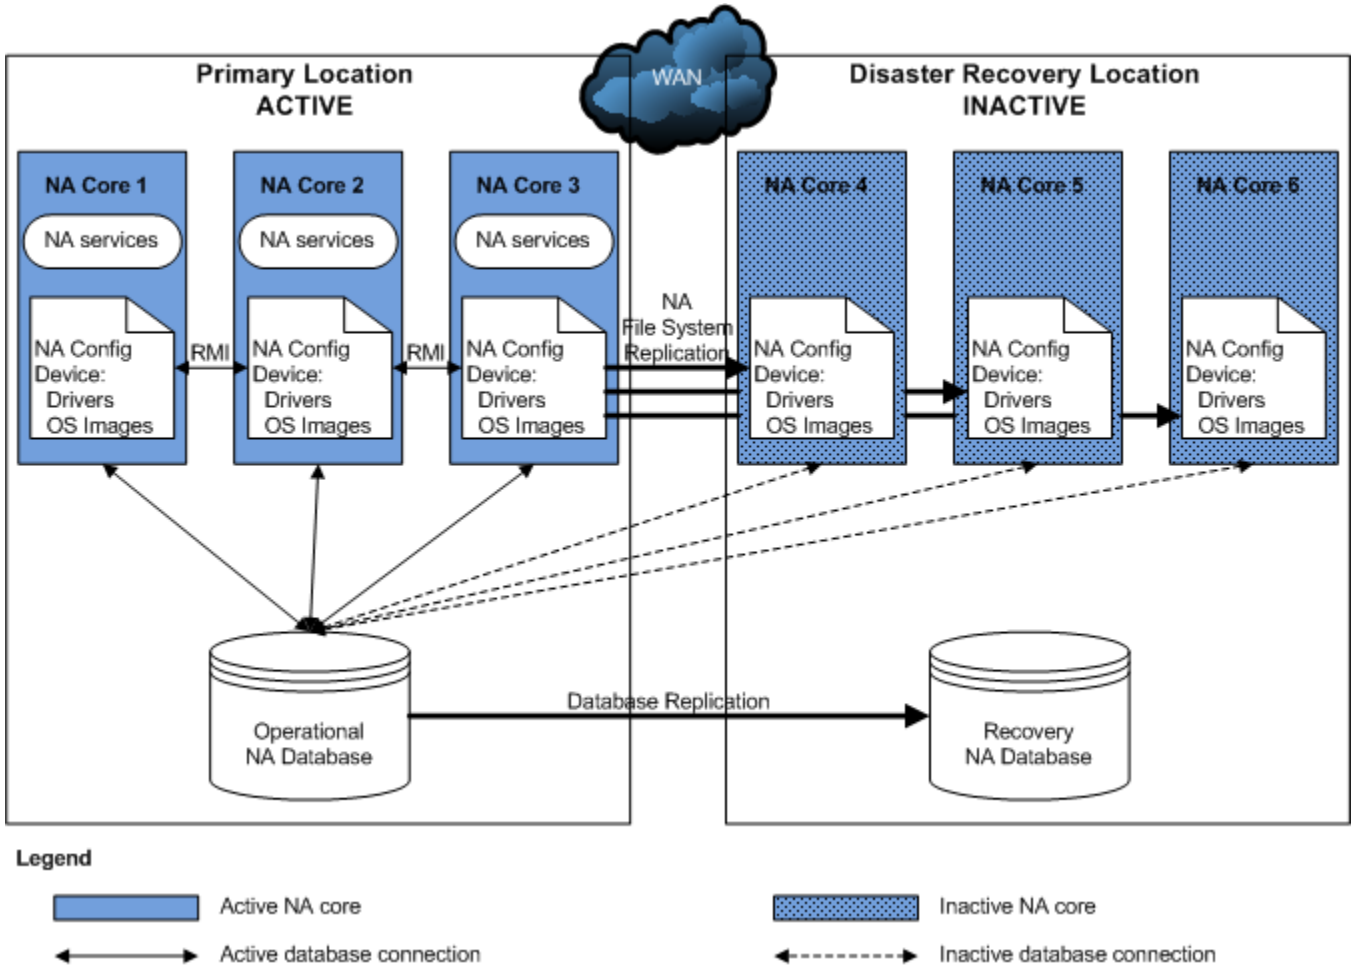 WAN
Primary Location
ACTIVE
Disaster Recovery Location
INACTIVE
NA Core 1
NA Core 2
NA Core 3
NA Core 4
NA Core 5
NA Core 6
NA services
NA services
NA services
NA
File System
Replication
NA Config
Device:
Drivers
OS Images
RMI
NA Config
Device:
Drivers
OS Images
RMI
NA Config
Device:
Drivers
OS Images
NA Config
Device:
Drivers
OS Images
NA Config
Device:
Drivers
OS Images
NA Config
Device:
Drivers
OS Images
Database Replication
Operational
NA Database
Recovery
NA Database
Legend
Active NA core
Inactive NA core
Active database connection
Inactive database connection